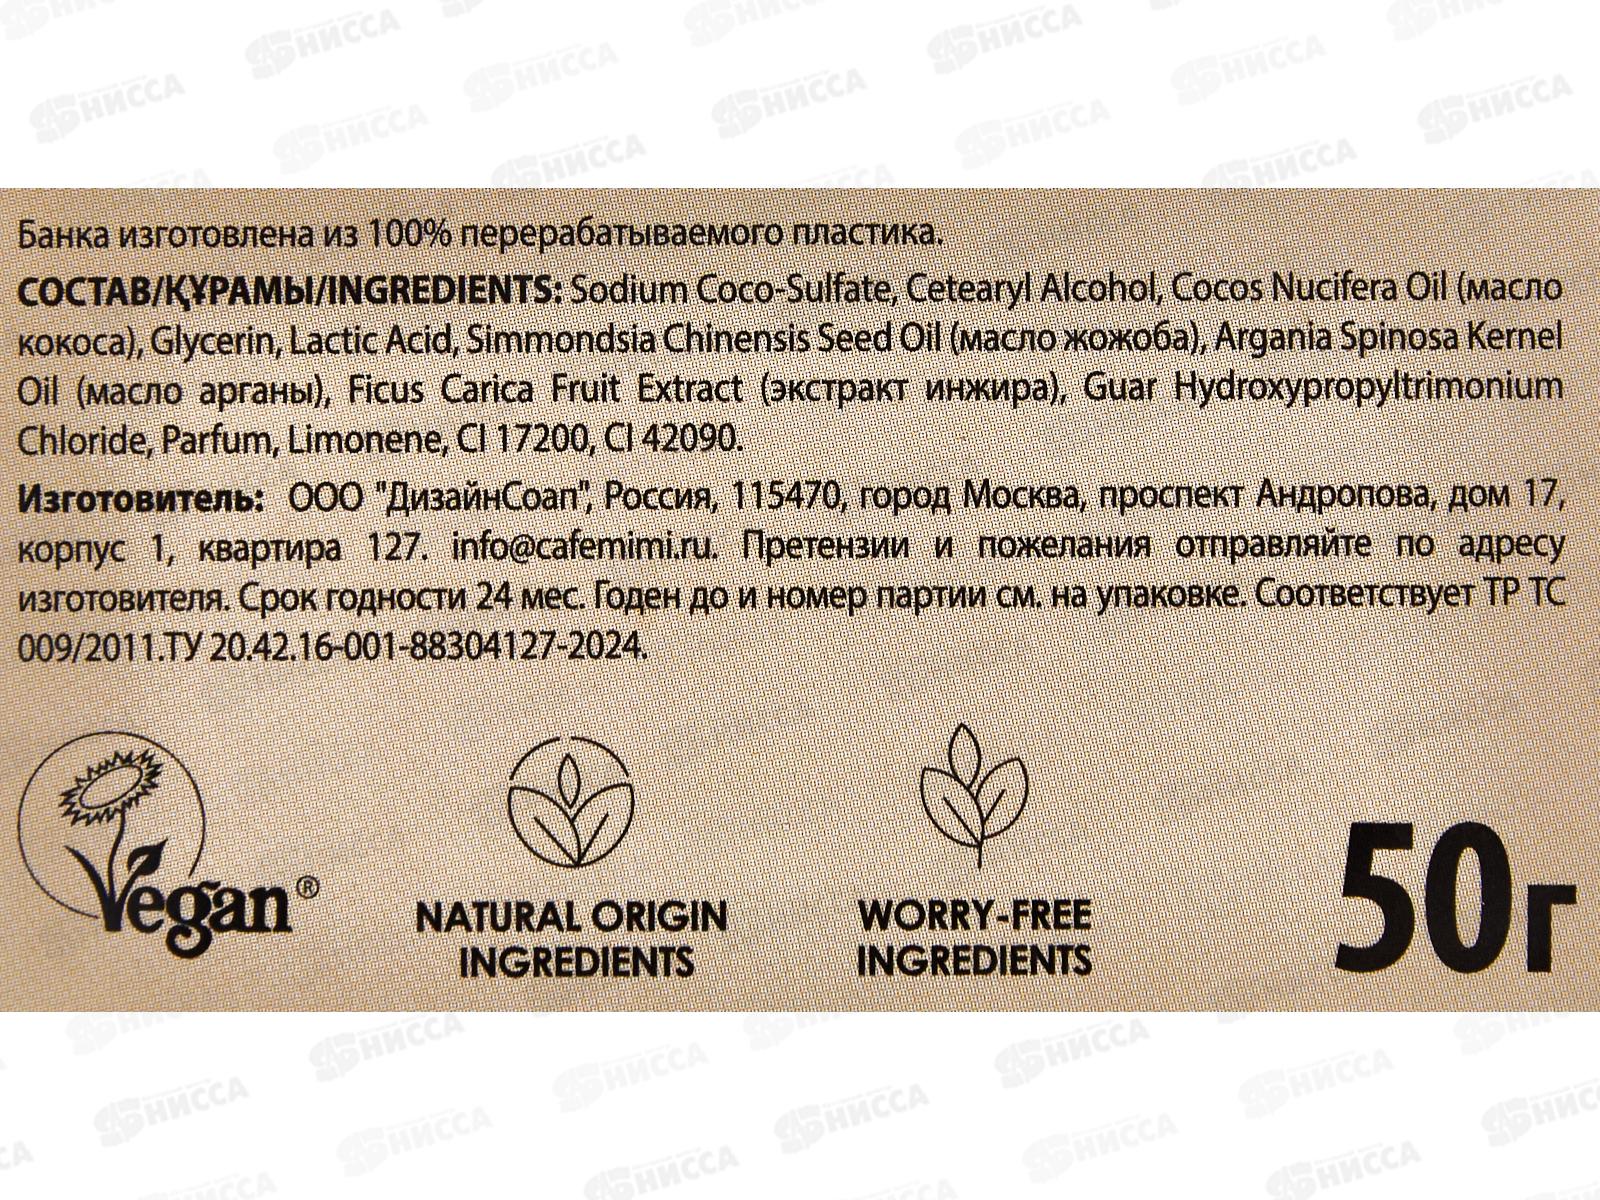 Банка изготовлена из 100% перерабатываемого пластика.
СОСТАВ/ҚҰРАМЫ/INGREDIENTS: Sodium Coco-Sulfate, Cetearyl Alcohol, Cocos Nucifera Oil (масло
кокоса), Glycerin, Lactic Acid, Simmondsia Chinensis Seed Oil (масло жожоба), Argania Spinosa Kernel
Oil (масло арганы), Ficus Carica Fruit Extract (экстракт инжира), Guar Hydroxypropyltrimonium
Chloride, Parfum, Limonene, CI 17200, CI 42090.
Изготовитель: ООО "ДизайнСоап", Россия, 115470, город Москва, проспект Андропова, дом 17,
корпус 1, квартира 127. info@cafemimi.ru. Претензии и пожелания отправляйте по адресу
изготовителя. Срок годности 24 мес. Годен до и номер партии см. на упаковке. Соответствует ТР ТС
009/2011.ТУ 20.42.16-001-88304127-2024.
Vegan®
NATURAL ORIGIN
INGREDIENTS
WORRY-FREE
INGREDIENTS
50г